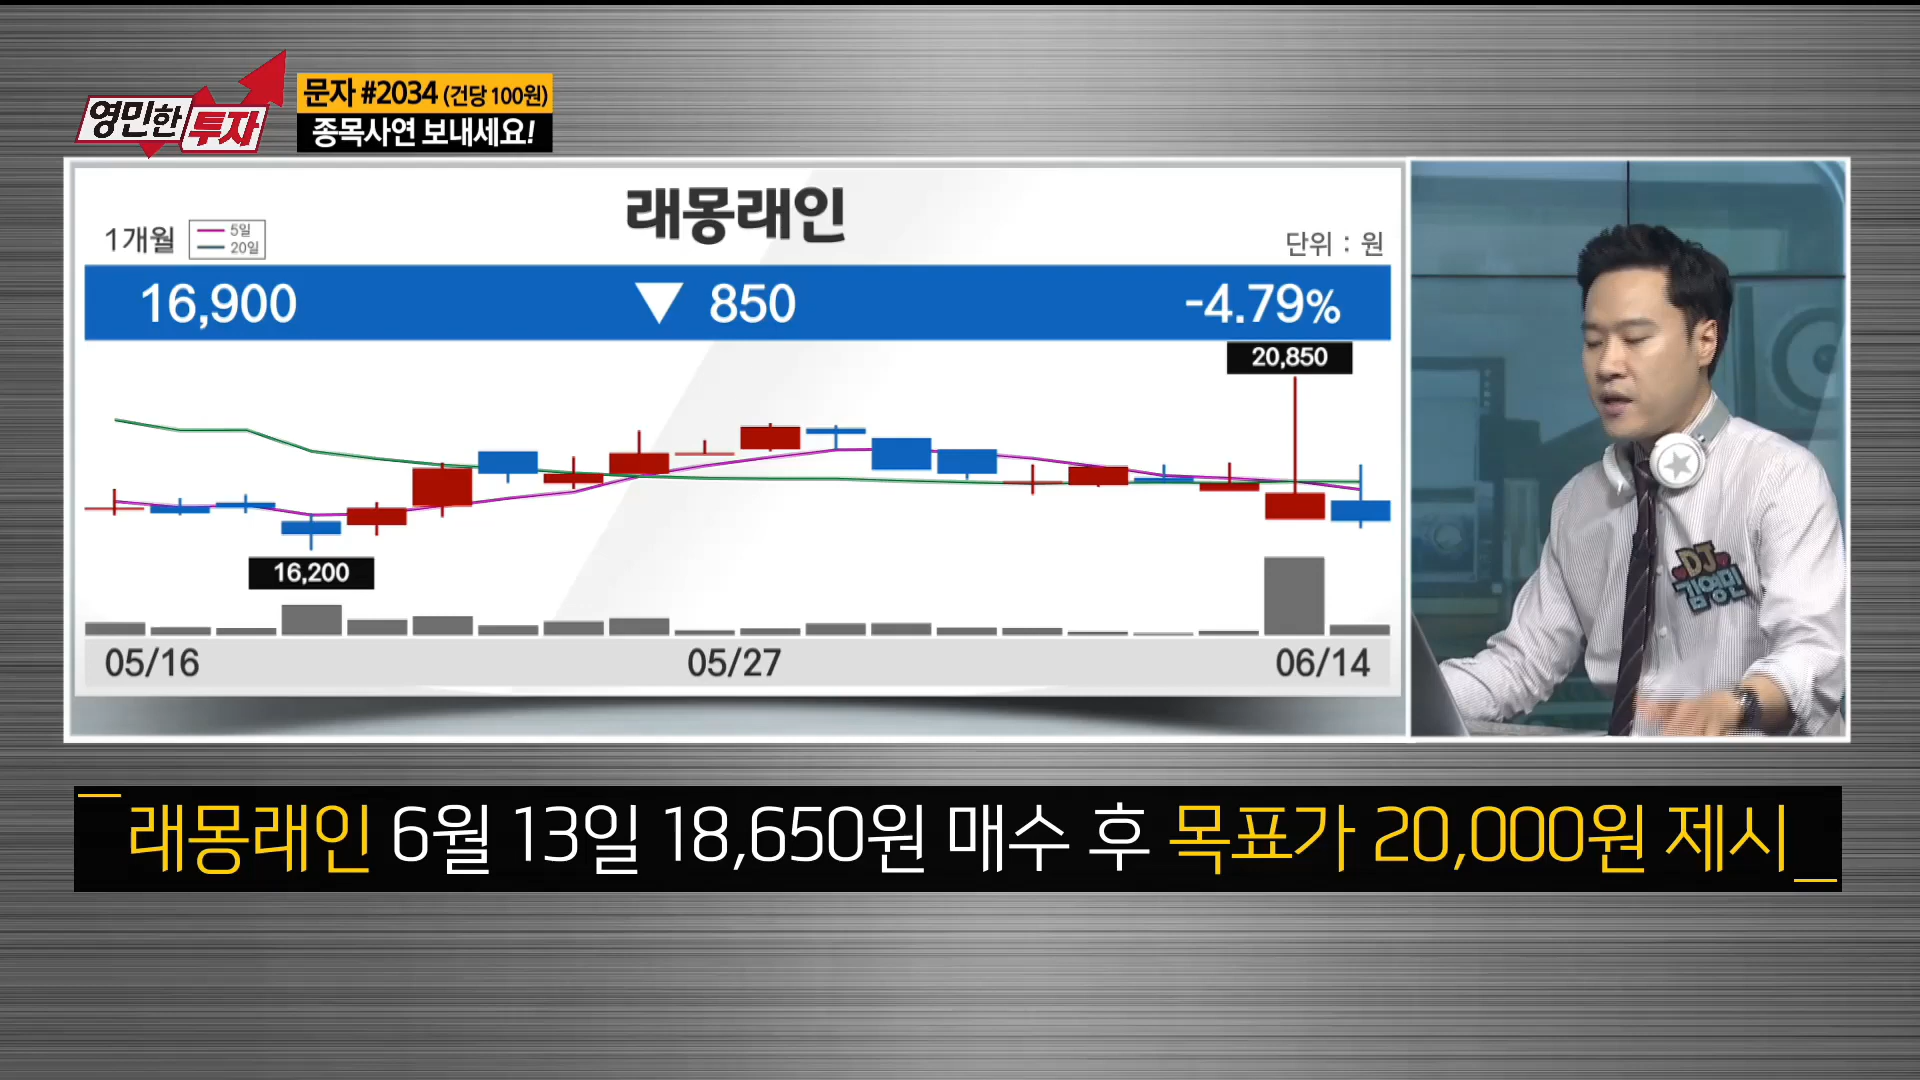 영민한 투자
문자 #2034 (건당 100원)
종목사연 보내세요!
래몽래인
1개월
5일
20일
단위 : 원
16,900 ▼ 850 -4.79%
20,850
16,200
05/16 05/27 06/14
DJ
김영민
래몽래인 6월 13일 18,650원 매수 후 목표가 20,000원 제시